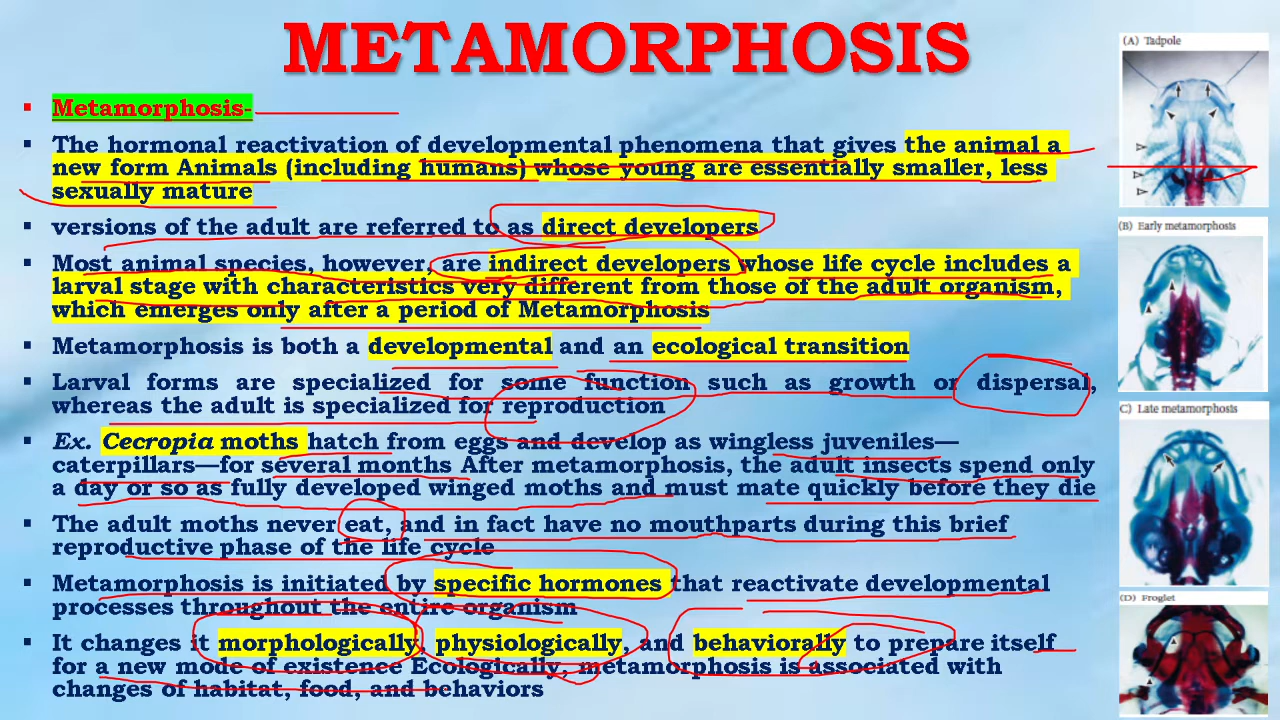 METAMORPHOSIS
Metamorphosis-
The hormonal reactivation of developmental phenomena that gives the animal a
new form Animals (including humans) whose young are essentially smaller, less
sexually mature
versions of the adult are referred to as direct developers
Most animal species, however, are indirect developers whose life cycle includes a
larval stage with characteristics very different from those of the adult organism,
which emerges only after a period of Metamorphosis
Metamorphosis is both a developmental and an ecological transition
Larval forms are specialized for some function such as growth or dispersal,
whereas the adult is specialized for reproduction
Ex. Cecropia moths hatch from eggs and develop as wingless juveniles—
caterpillars—for several months After metamorphosis, the adult insects spend only
a day or so as fully developed winged moths and must mate quickly before they die
The adult moths never eat, and in fact have no mouthparts during this brief
reproductive phase of the life cycle
Metamorphosis is initiated by specific hormones that reactivate developmental
processes throughout the entire organism
It changes it morphologically, physiologically, and behaviorally to prepare itself
for a new mode of existence Ecologically, metamorphosis is associated with
changes of habitat, food, and behaviors
(A) Tadpole
(B) Early metamorphosis
C) Late metamorphosis
(D) Froglet